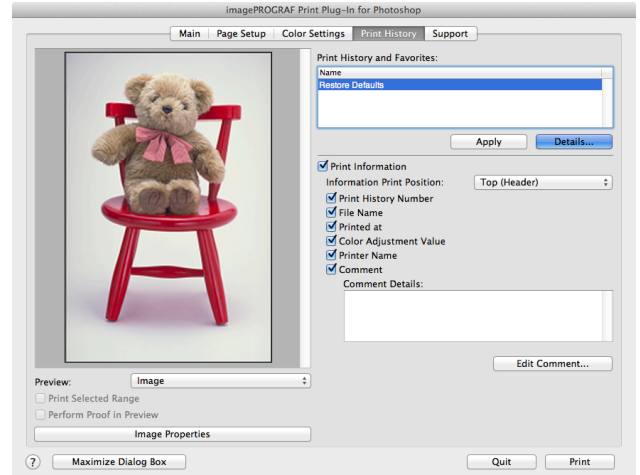 imagePROGRAF Print Plug-In for Photoshop
Main Page Setup Color Settings Print History Support
Print History and Favorites:
Name
Restore Defaults
Apply Details...
Print Information
Information Print Position: Top (Header)
Print History Number
File Name
Printed at
Color Adjustment Value
Printer Name
Comment
Comment Details:
Edit Comment...
Preview: Image
Print Selected Range
Perform Proof in Preview
Image Properties
? Maximize Dialog Box Quit Print